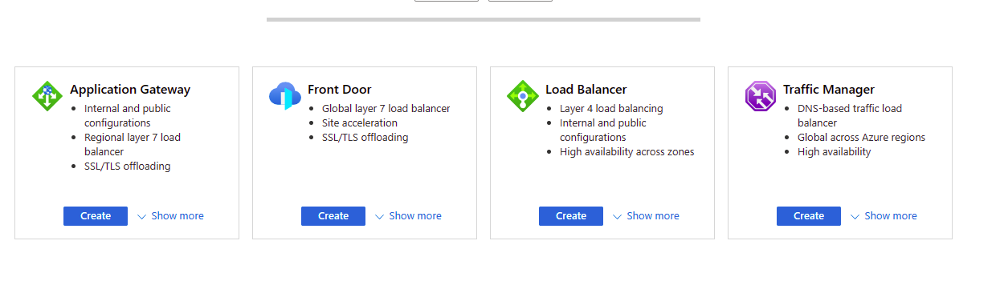 Application Gateway
• Internal and public
configurations
• Regional layer 7 load
balancer
• SSL/TLS offloading
Create
Show more
Front Door
• Global layer 7 load balancer
• Site acceleration
• SSL/TLS offloading
Create
Show more
Load Balancer
• Layer 4 load balancing
• Internal and public
configurations
• High availability across zones
Create
Show more
Traffic Manager
• DNS-based traffic load
balancer
• Global across Azure regions
• High availability
Create
Show more